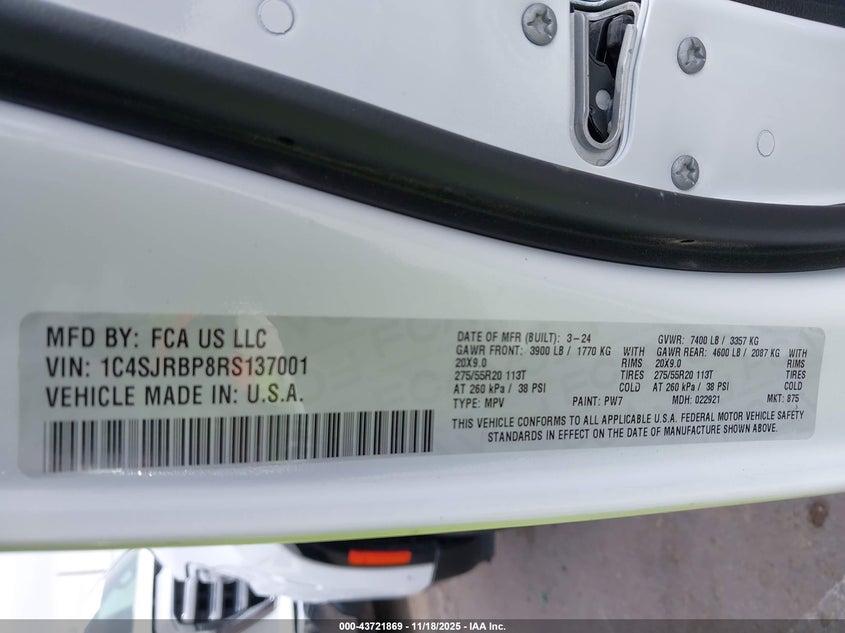 MFD BY: FCA US LLC
VIN: 1C4SJRBP8RS137001
VEHICLE MADE IN: U.S.A.
DATE OF MFR (BUILT): 3-24 GVWR: 7400 LB / 3357 KG
GAWR FRONT: 3900 LB / 1770 KG WITH GAWR REAR: 4600 LB / 2087 KG WITH
20X9.0 RIMS 20X9.0 RIMS
275/55R20 113T TIRES 275/55R20 113T TIRES
AT 260 kPa / 38 PSI COLD AT 260 kPa / 38 PSI COLD
TYPE: MPV PAINT: PW7 MDH: 022921 MKT: 875
THIS VEHICLE CONFORMS TO ALL APPLICABLE U.S.A. FEDERAL MOTOR VEHICLE SAFETY
STANDARDS IN EFFECT ON THE DATE OF MANUFACTURE SHOWN ABOVE.
000-43721869 - 11/18/2025 - IAA Inc.